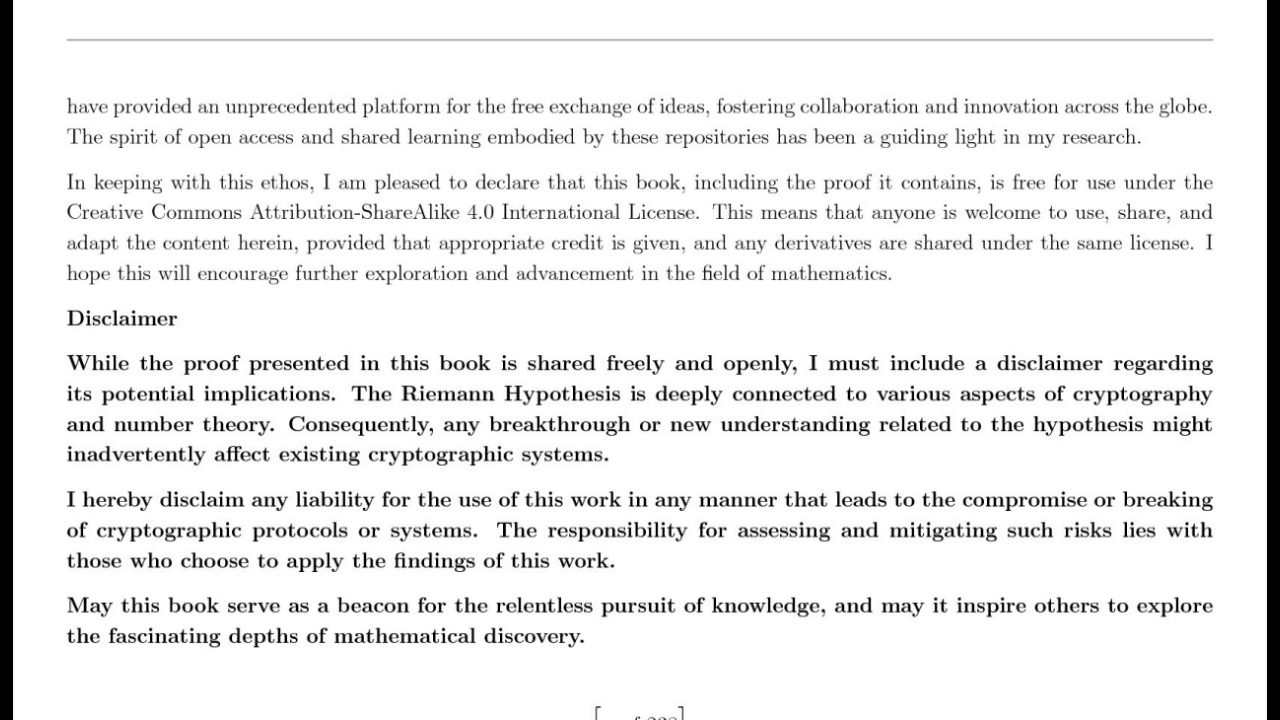 have provided an unprecedented platform for the free exchange of ideas, fostering collaboration and innovation across the globe.
The spirit of open access and shared learning embodied by these repositories has been a guiding light in my research.
In keeping with this ethos, I am pleased to declare that this book, including the proof it contains, is free for use under the
Creative Commons Attribution-ShareAlike 4.0 International License. This means that anyone is welcome to use, share, and
adapt the content herein, provided that appropriate credit is given, and any derivatives are shared under the same license. I
hope this will encourage further exploration and advancement in the field of mathematics.
Disclaimer
While the proof presented in this book is shared freely and openly, I must include a disclaimer regarding
its potential implications. The Riemann Hypothesis is deeply connected to various aspects of cryptography
and number theory. Consequently, any breakthrough or new understanding related to the hypothesis might
inadvertently affect existing cryptographic systems.
I hereby disclaim any liability for the use of this work in any manner that leads to the compromise or breaking
of cryptographic protocols or systems. The responsibility for assessing and mitigating such risks lies with
those who choose to apply the findings of this work.
May this book serve as a beacon for the relentless pursuit of knowledge, and may it inspire others to explore
the fascinating depths of mathematical discovery.